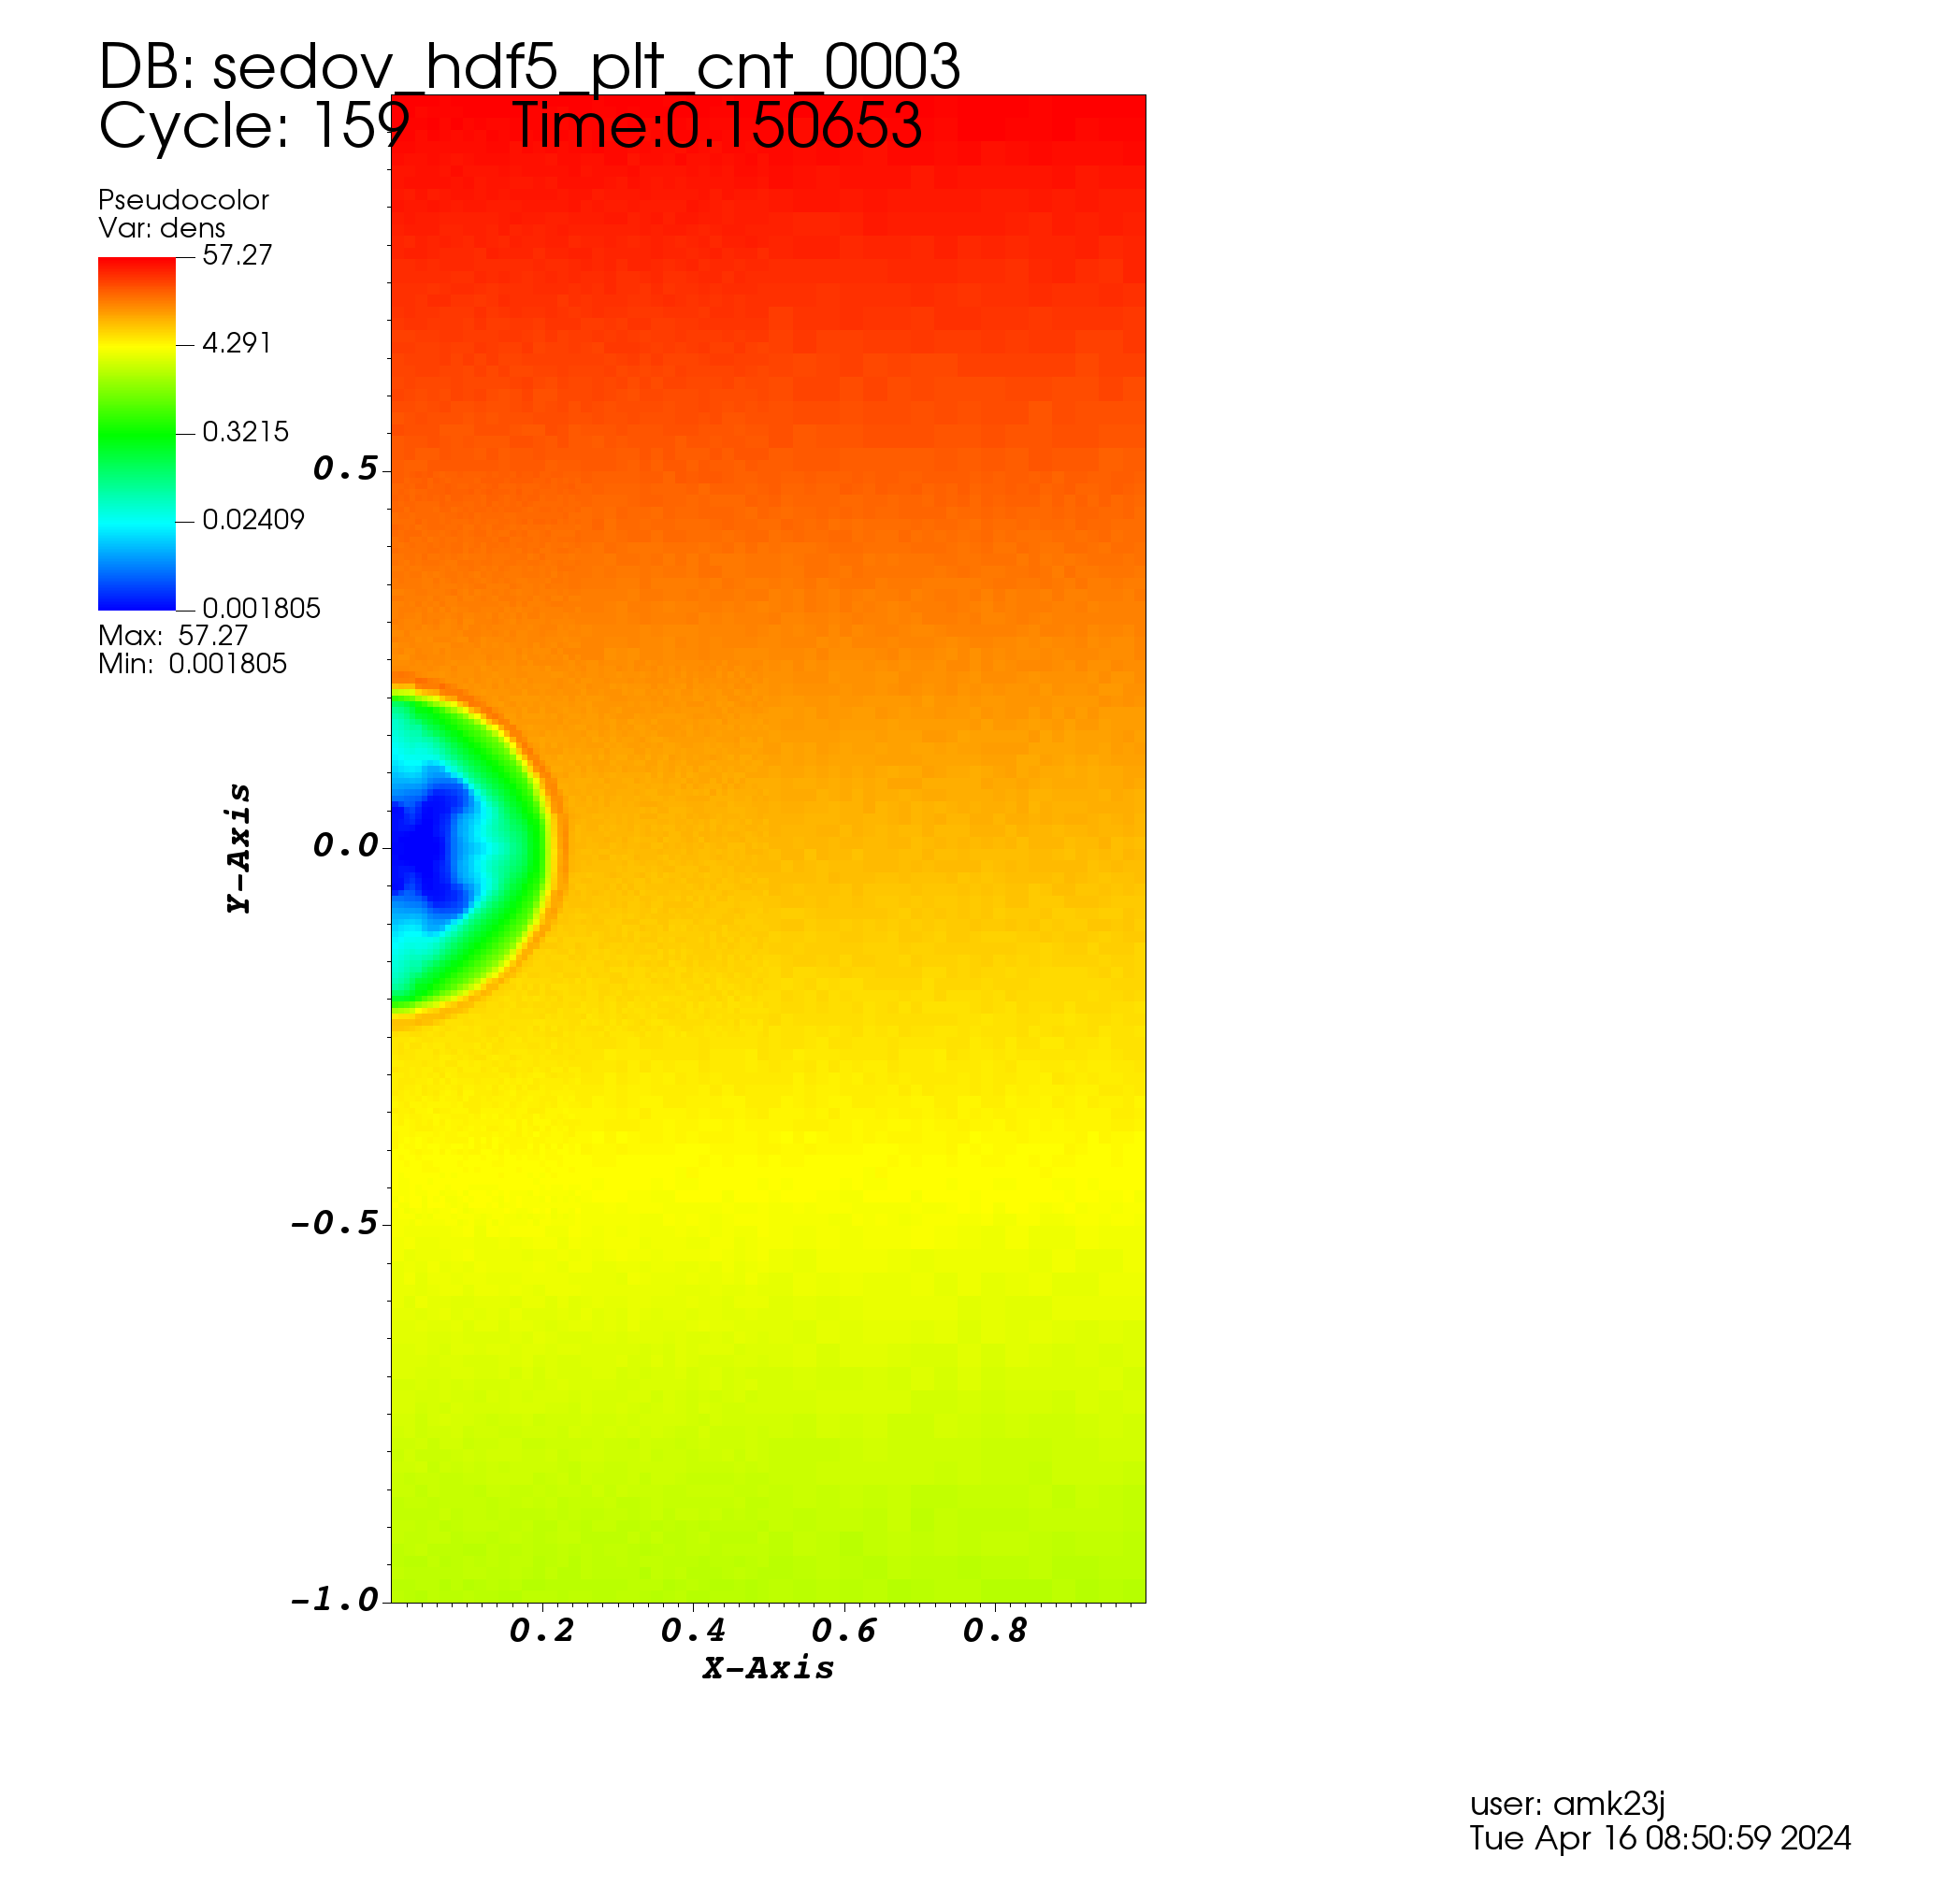 DB: sedov_hdf5_plt_cnt_0003
Cycle: 159 Time:0.150653
Pseudocolor
Var: dens
57.27
4.291
0.3215
0.02409
0.001805
Max: 57.27
Min: 0.001805
0.5
0.0
-0.5
-1.0
Y-Axis
0.2 0.4 0.6 0.8
X-Axis
user: amk23j
Tue Apr 16 08:50:59 2024